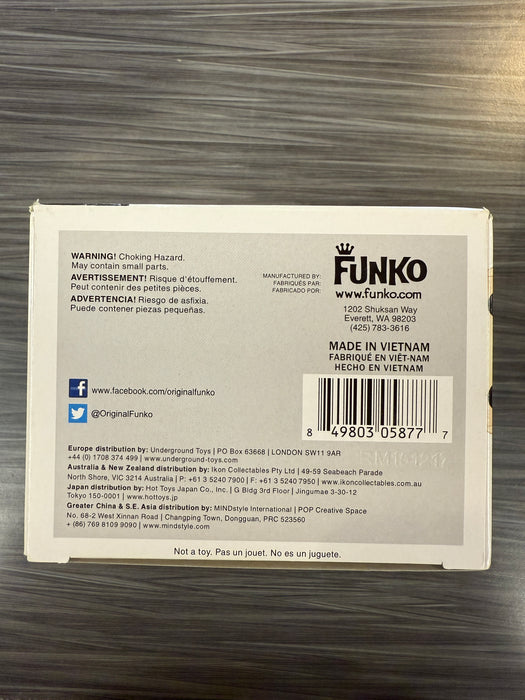 WARNING! Choking Hazard.
May contain small parts.
AVERTISSEMENT! Risque d'étouffement.
Peut contenir des petites pièces.
ADVERTENCIA! Riesgo de asfixia.
Puede contener piezas pequeñas.
MANUFACTURED BY:
FABRIQUÉS PAR:
FABRICADO POR:
FUNKO
www.funko.com
1202 Shuksan Way
Everett, WA 98203
(425) 783-3616
MADE IN VIETNAM
FABRIQUÉ EN VIÊT-NAM
HECHO EN VIETNAM
f www.facebook.com/originalfunko
@OriginalFunko
8 49803 05877 7
Europe distribution by: Underground Toys | PO Box 63668 | LONDON SW11 9AR
+44 (0) 1708 374 499 | www.underground-toys.com
Australia & New Zealand distribution by: Ikon Collectables Pty Ltd | 49-59 Seabeach Parade
North Shore, VIC 3214 Australia | P: +61 3 5240 7900 | F: +61 3 5240 7950 | www.ikoncollectables.com.au
Japan distribution by: Hot Toys Japan Co., Inc. | G Bldg 3rd Floor | Jingumae 3-30-12
Tokyo 150-0001 | www.hottoys.jp
Greater China & S.E. Asia distribution by: MINDstyle International | POP Creative Space
No. 68-2 West Xinnan Road | Changping Town, Dongguan, PRC 523560
+ (86) 769 8109 9090 | www.mindstyle.com
Not a toy. Pas un jouet. No es un juguete.